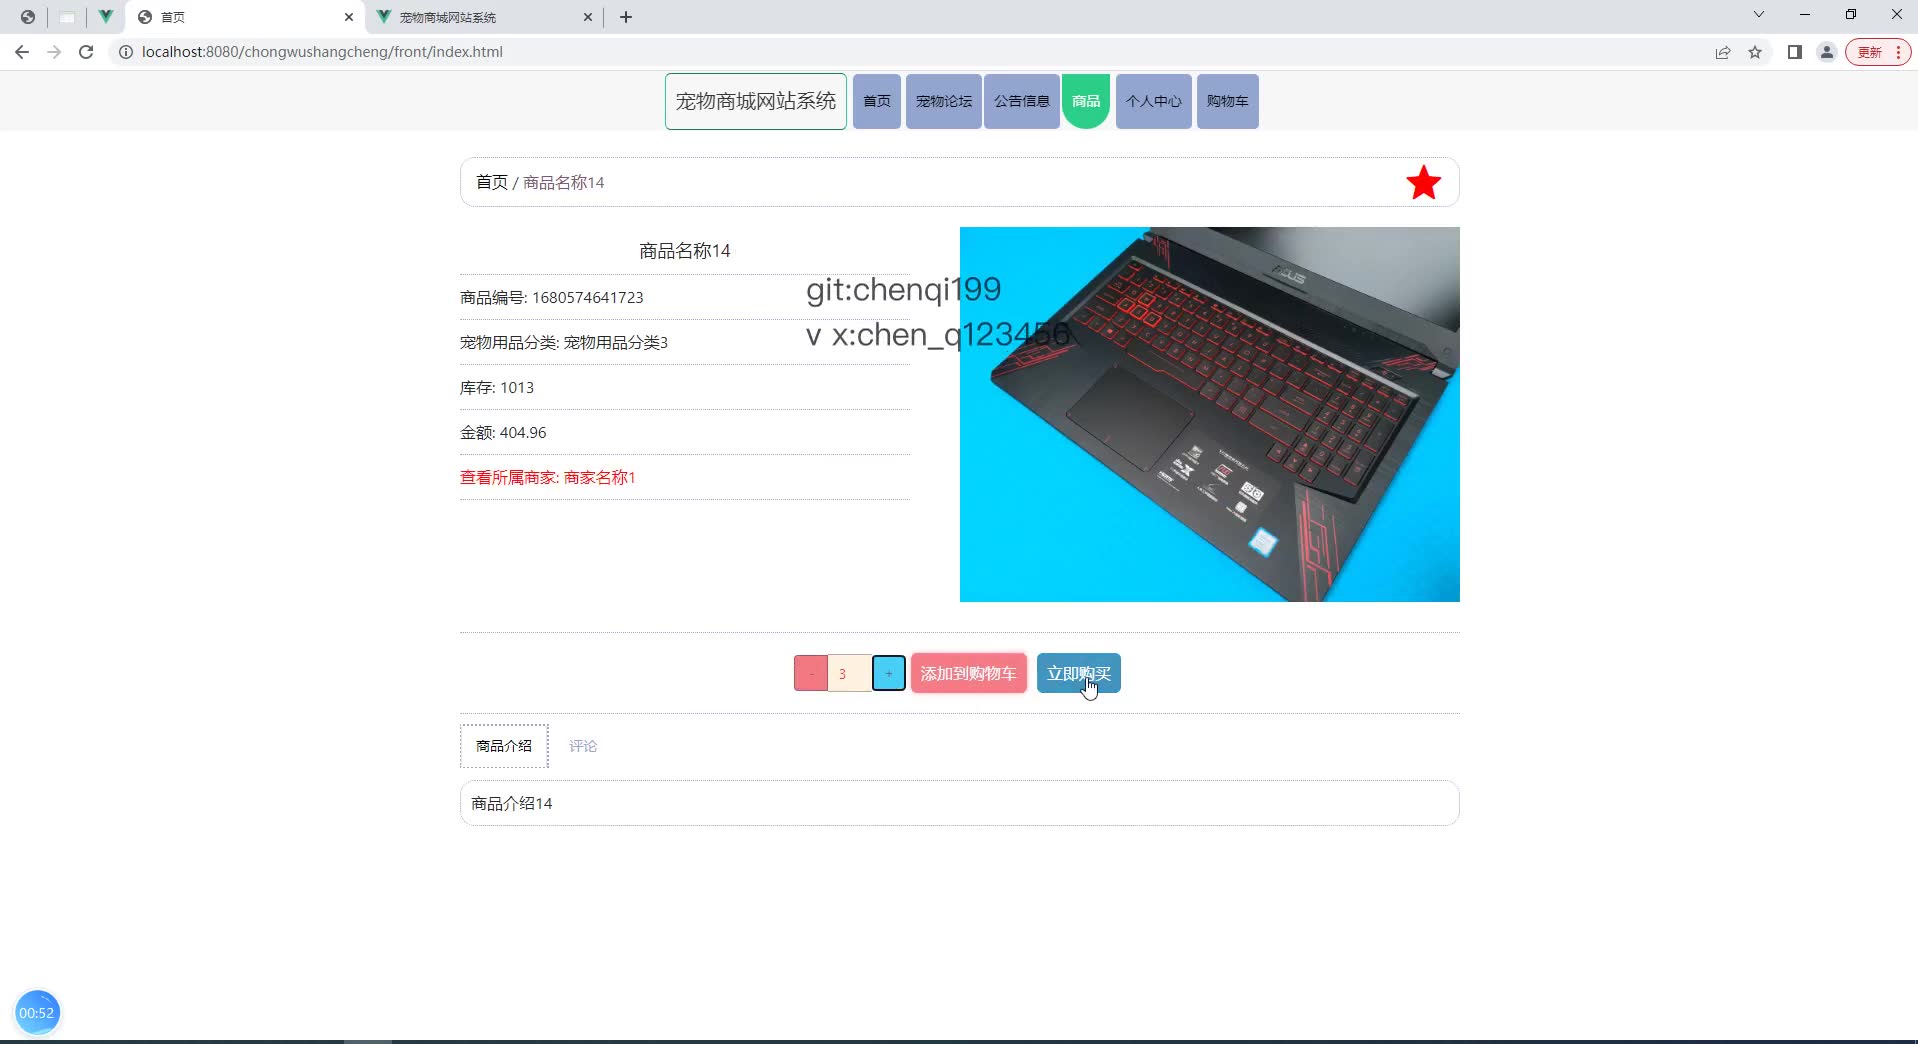 首页
宠物商城网站系统
localhost:8080/chongwushangcheng/front/index.html
更新
宠物商城网站系统
首页
宠物论坛
公告信息
商品
个人中心
购物车
首页 / 商品名称14
商品名称14
商品编号: 1680574641723
宠物用品分类: 宠物用品分类3
库存: 1013
金额: 404.96
查看所属商家: 商家名称1
git:chenqi199
v x:chen_q123456
ASUS
- 3 +
添加到购物车
立即购买
商品介绍
评论
商品介绍14
00:52